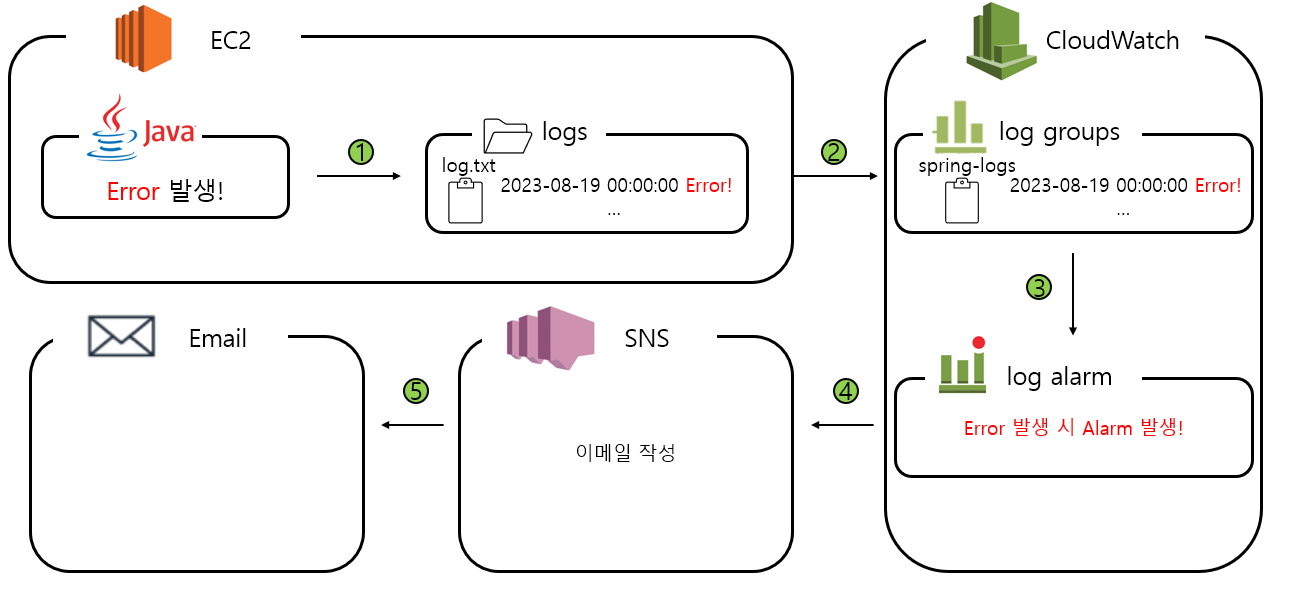 EC2
Java
Error 발생!
①
logs
log.txt
2023-08-19 00:00:00 Error!
...
②
CloudWatch
log groups
spring-logs
2023-08-19 00:00:00 Error!
...
③
log alarm
Error 발생 시 Alarm 발생!
④
SNS
이메일 작성
⑤
Email